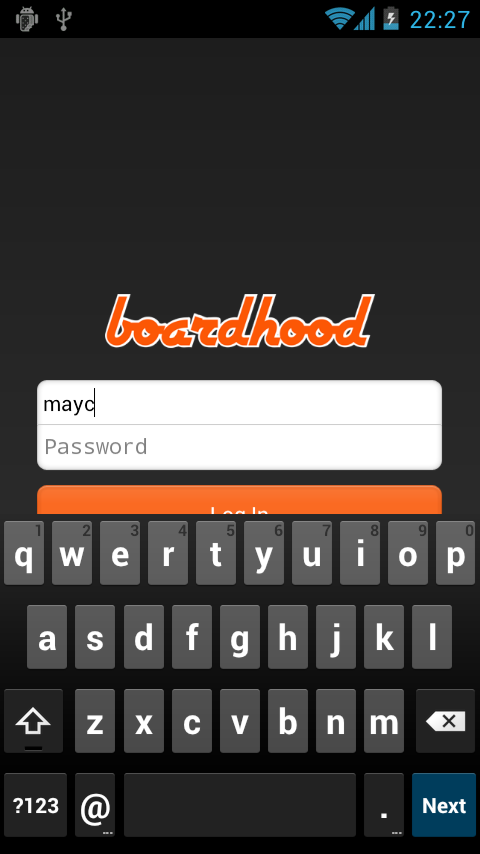 22:27
boardhood
mayc
Password
Log In
1 2 3 4 5 6 7 8 9 0
q w e r t y u i o p
a s d f g h j k l
z x c v b n m
?123 @ ... . ... Next